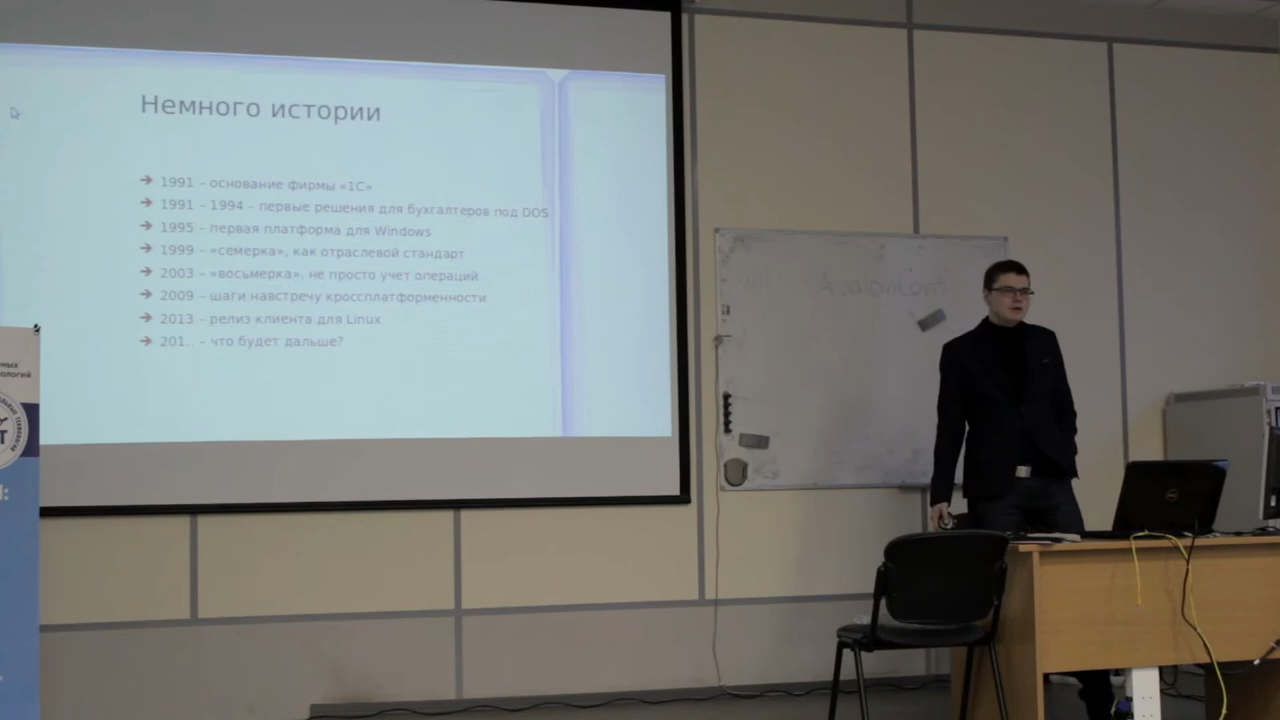 Немного истории
➔ 1991 – основание фирмы «1С»
➔ 1991 – 1994 – первые решения для бухгалтеров под DOS
➔ 1995 – первая платформа для Windows
➔ 1999 – «семерка», как отраслевой стандарт
➔ 2003 – «восьмерка», не просто учет операций
➔ 2009 – шаги навстречу кроссплатформенности
➔ 2013 – релиз клиента для Linux
➔ 201.. – что будет дальше?